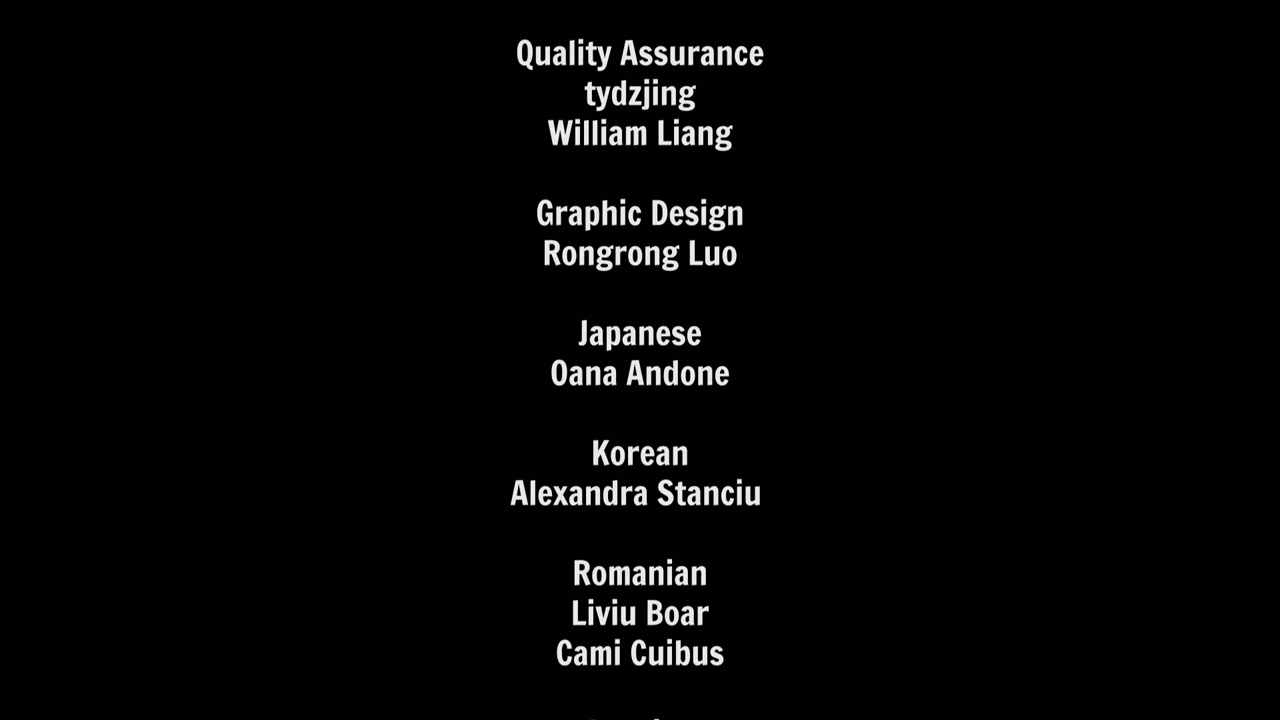 Quality Assurance
tydzjing
William Liang
Graphic Design
Rongrong Luo
Japanese
Oana Andone
Korean
Alexandra Stanciu
Romanian
Liviu Boar
Cami Cuibus